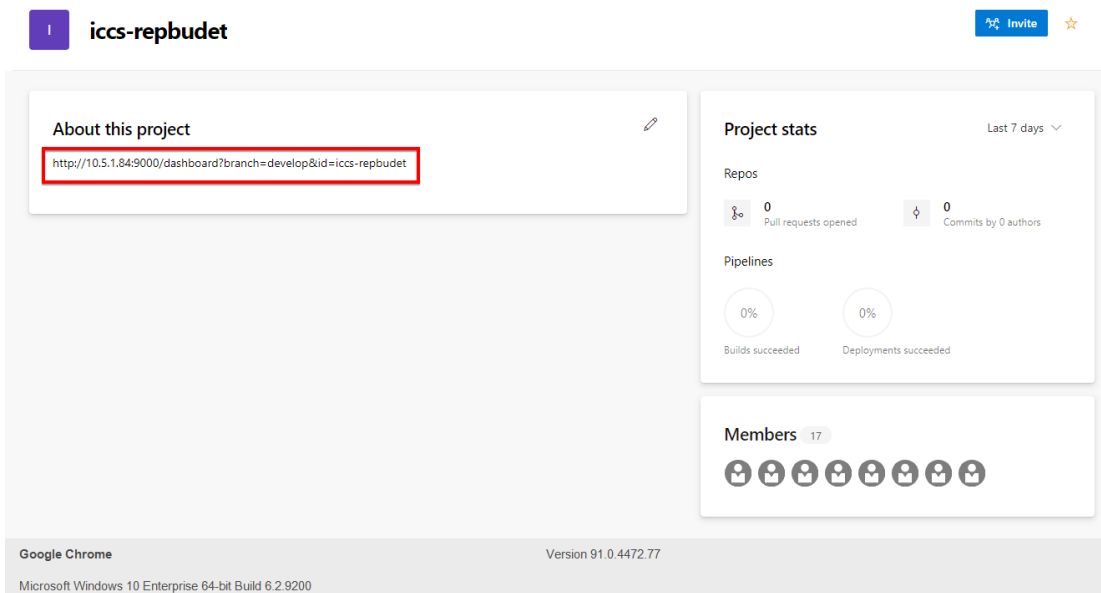 I
iccs-repbudet
Invite
About this project
http://10.5.1.84:9000/dashboard?branch=develop&id=iccs-repbudet
Project stats
Last 7 days
Repos
0
Pull requests opened
0
Commits by 0 authors
Pipelines
0%
Builds succeeded
0%
Deployments succeeded
Members 17
Google Chrome
Version 91.0.4472.77
Microsoft Windows 10 Enterprise 64-bit Build 6.2.9200